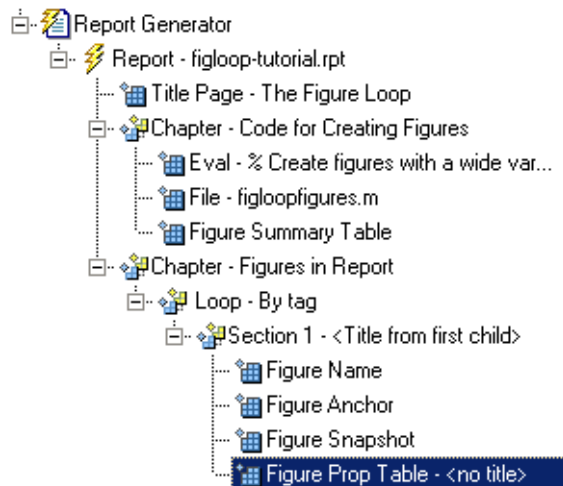 Report Generator
Report - figloop-tutorial.rpt
Title Page - The Figure Loop
Chapter - Code for Creating Figures
Eval - % Create figures with a wide var...
File - figloopfigures.m
Figure Summary Table
Chapter - Figures in Report
Loop - By tag
Section 1 - <Title from first child>
Figure Name
Figure Anchor
Figure Snapshot
Figure Prop Table - <no title>